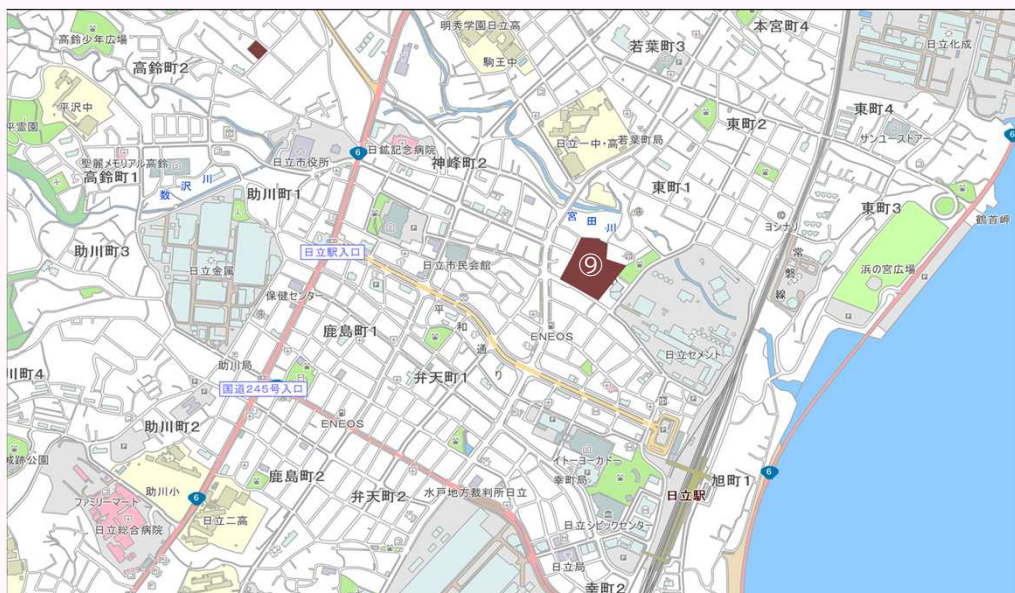 高鈴少年広場
高鈴町2
明秀学園日立高
駒王中
若葉町3
本宮町4
日立化成
平沢中
平霊園
聖麗メモリアル高鈴
高鈴町1
数沢川
日立市役所
6
日鉱記念病院
神峰町2
日立一中・高
若葉町局
東町2
東町4
サンユーストアー
6
助川町1
助川町3
日立金属
日立駅入口
日立市民会館
宮田川
東町1
ヨシナリ
常磐線
東町3
鶴首岬
浜の宮広場
⑨
保健センター
鹿島町1
平和通り
ENEOS
日立セメント
助川局
川町4
国道245号入口
弁天町1
助川町2
ENEOS
城跡公園
ファミリーマート
助川小
6
日立二高
日立総合病院
鹿島町2
弁天町2
水戸地方裁判所日立
イトーヨーカドー
幸町局
日立シビックセンター
日立駅
旭町1
6
日立局
幸町2